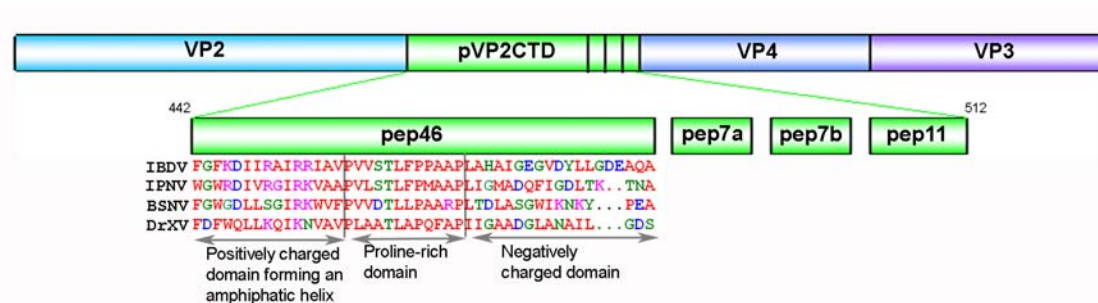 VP2 pVP2CTD VP4 VP3
442 512
pep46 pep7a pep7b pep11
IBDV FGFKDIIRAIRRIAVPVVSTLFPPAAPLAHAIGEGVDYLLGDEAQA
IPNV WGWRDIVRGIRKVAAPVLSTLFPMAAPLIGMADQFIGDLTK..TNA
BSNV FGWGDLLSGIRKWVFPVVDTLLPAARPLTDLASGWIKNKY...PEA
DrXV FDFWQLLKQIKNVAVPLAATLAPQFAPIIGAADGLANAIL...GDS
Positively charged domain forming an amphiphatic helix
Proline-rich domain
Negatively charged domain